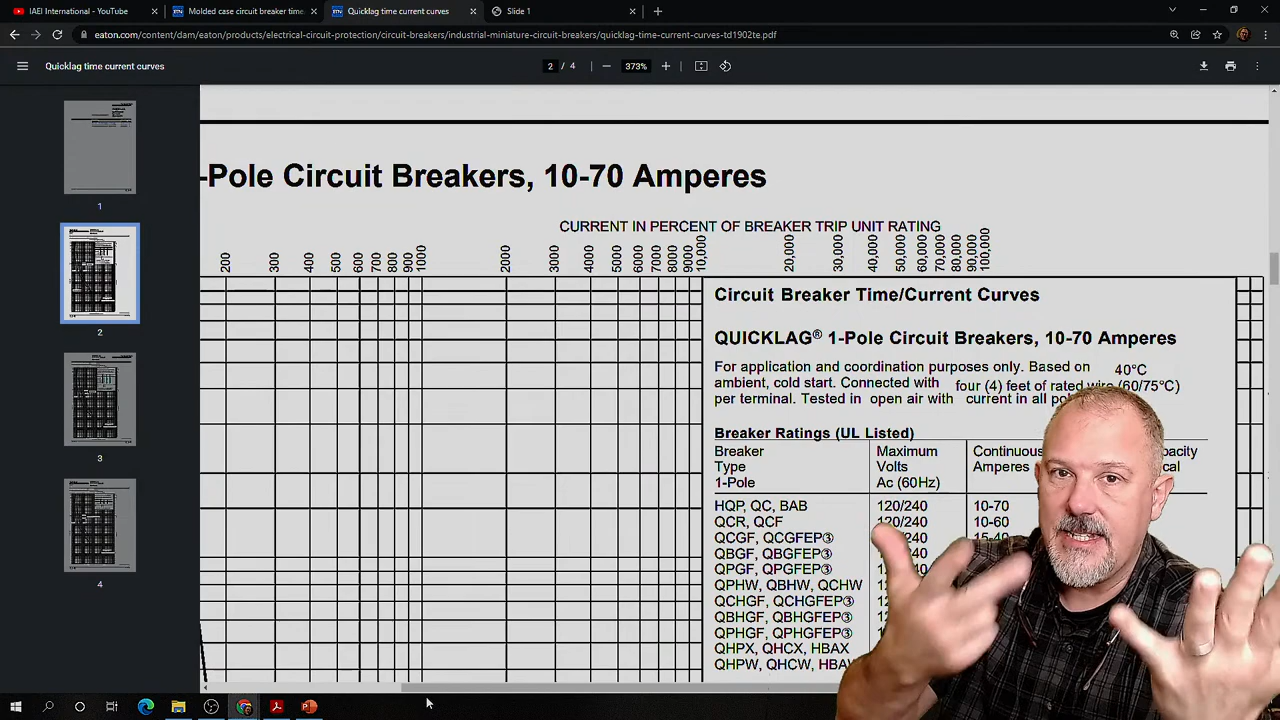 IAEI International - YouTube
Molded case circuit breaker time
Quicklag time current curves
Slide 1
eaton.com/content/dam/eaton/products/electrical-circuit-protection/circuit-breakers/industrial-miniature-circuit-breakers/quicklag-time-current-curves-td1902te.pdf
Quicklag time current curves
2 / 4
373%
1
2
3
4
-Pole Circuit Breakers, 10-70 Amperes
CURRENT IN PERCENT OF BREAKER TRIP UNIT RATING
200 300 400 500 600 700 800 900 1000 2000 3000 4000 5000 6000 7000 8000 9000 10,000 20,000 30,000 40,000 50,000 60,000 70,000 80,000 90,000 100,000
Circuit Breaker Time/Current Curves
QUICKLAG® 1-Pole Circuit Breakers, 10-70 Amperes
For application and coordination purposes only. Based on 40°C
ambient, cold start. Connected with four (4) feet of rated wire (60/75°C)
per terminal. Tested in open air with current in all
Breaker Ratings (UL Listed)
Breaker Maximum Continuous
Type Volts Amperes
1-Pole Ac (60Hz)
HQP, QC, BAB 120/240 10-70
QCR, QCF 120/240 10-60
QCGF, QCGFEP③ 15-40
QBGF, QBGFEP③
QPGF, QPGFEP③
QPHW, QBHW, QCHW
QCHGF, QCHGFEP③
QBHGF, QBHGFEP③
QPHGF, QPHGFEP③
QHPX, QHCX, HBAX
QHPW, QHCW,